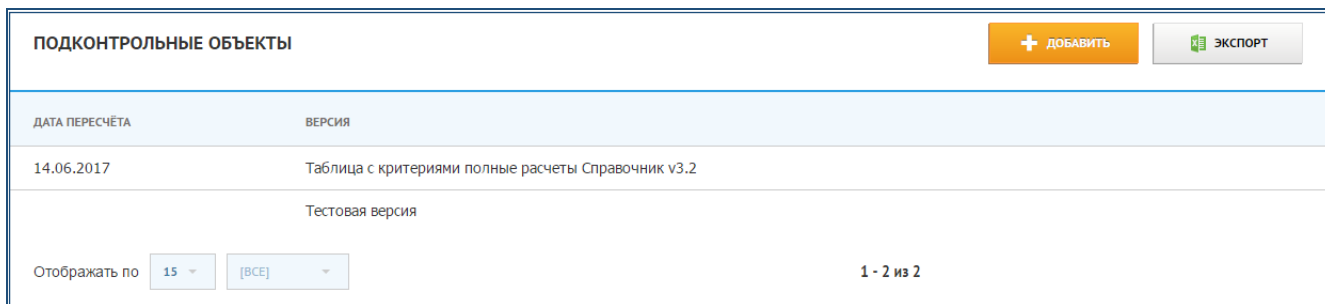 ПОДКОНТРОЛЬНЫЕ ОБЪЕКТЫ ДОБАВИТЬ ЭКСПОРТ
ДАТА ПЕРЕСЧЁТА ВЕРСИЯ
14.06.2017 Таблица с критериями полные расчеты Справочник v3.2
Тестовая версия
Отображать по 15 [ВСЕ] 1 - 2 из 2